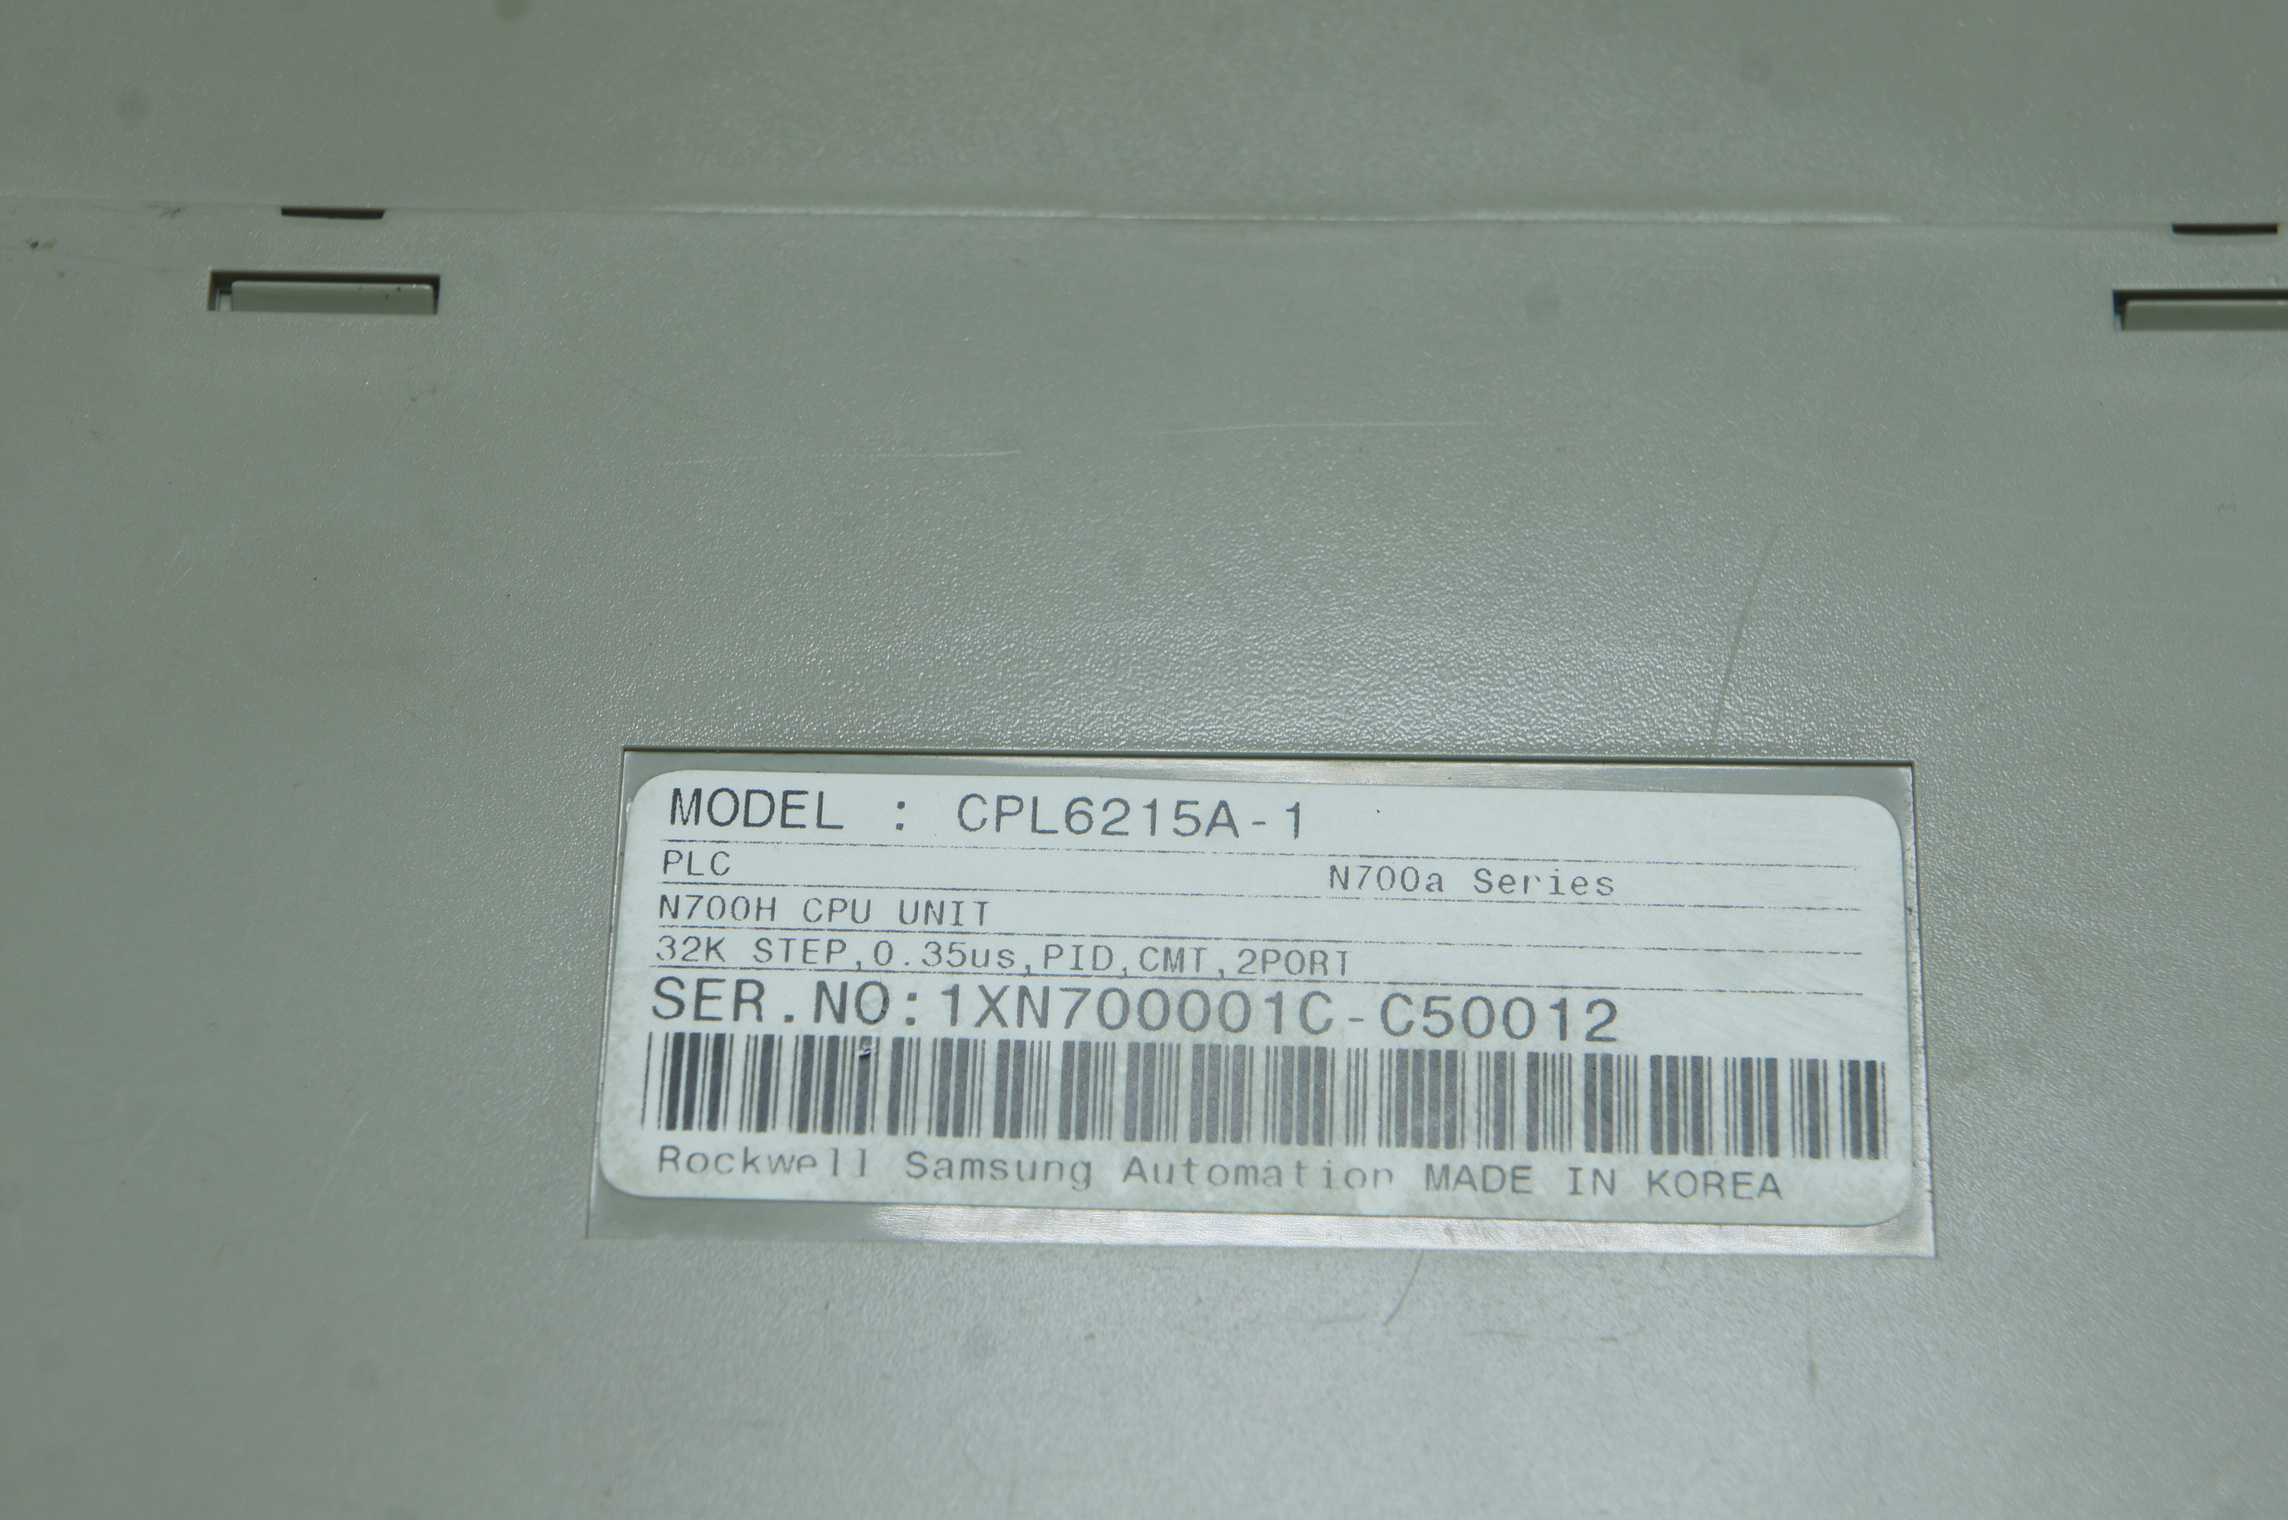 MODEL : CPL6215A-1
PLC N700a Series
N700H CPU UNIT
32K STEP,0.35us,PID,CMT,2PORT
SER.NO:1XN700001C-C50012
Rockwell Samsung Automation MADE IN KOREA